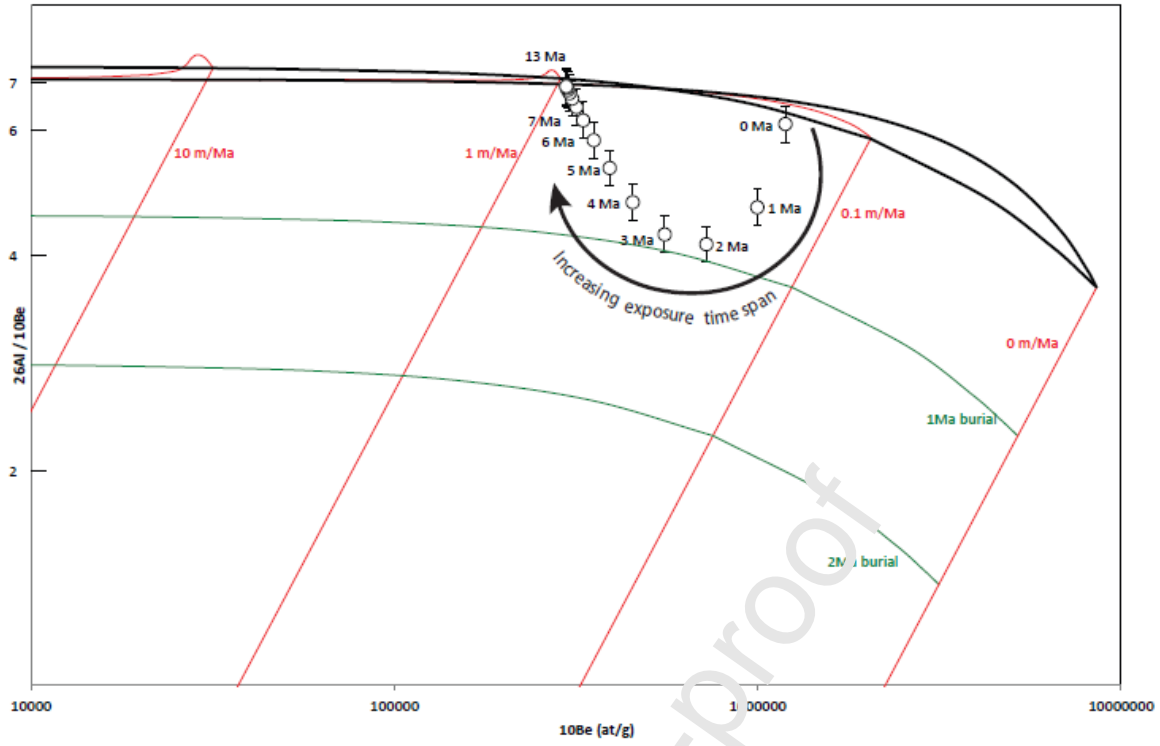 13 Ma
7
6
4
2
26Al / 10Be
10 m/Ma
1 m/Ma
7 Ma
6 Ma
5 Ma
4 Ma
3 Ma
2 Ma
1 Ma
0 Ma
0.1 m/Ma
0 m/Ma
Increasing exposure time span
1Ma burial
2Ma burial
rproof
10000
100000
1000000
10000000
10Be (at/g)